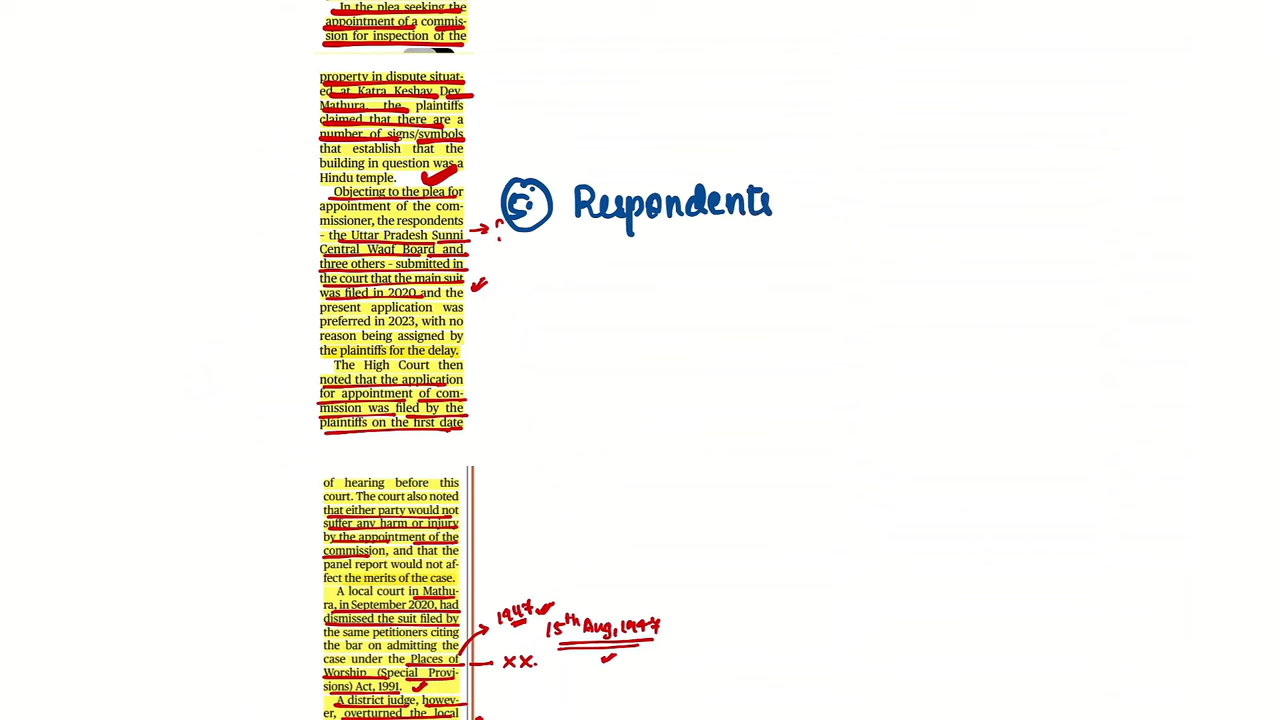 In the plea seeking the
appointment of a commis-
sion for inspection of the
property in dispute situat-
ed at Katra Keshav Dev
Mathura, the plaintiffs
claimed that there are a
number of signs/symbols
that establish that the
building in question was a
Hindu temple.
Objecting to the plea for
appointment of the com-
missioner, the respondents
– the Uttar Pradesh Sunni
Central Waqf Board and
three others – submitted in
the court that the main suit
was filed in 2020 and the
present application was
preferred in 2023, with no
reason being assigned by
the plaintiffs for the delay.
The High Court then
noted that the application
for appointment of com-
mission was filed by the
plaintiffs on the first date
5 Respondents
of hearing before this
court. The court also noted
that either party would not
suffer any harm or injury
by the appointment of the
commission, and that the
panel report would not af-
fect the merits of the case.
A local court in Mathu-
ra, in September 2020, had
dismissed the suit filed by
the same petitioners citing
the bar on admitting the
case under the Places of
Worship (Special Provi-
sions) Act, 1991.
A district judge, howev-
er, overturned the local
1947
15th Aug, 1947
XX.